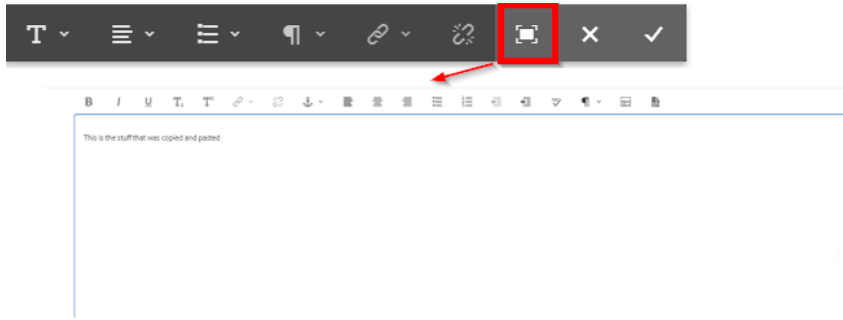 T
B I U T, T"
This is the stuff that was copied and pasted